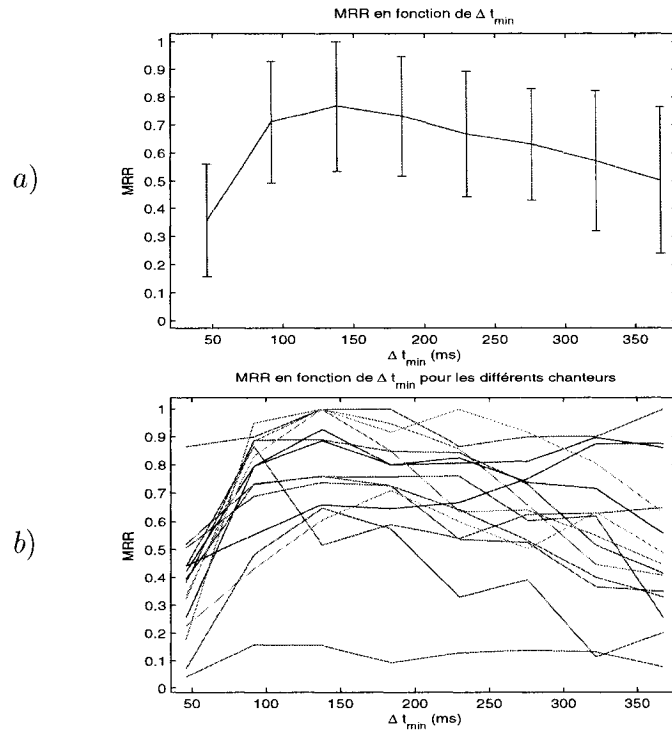 MRR en fonction de Δ t_min
1
0.9
0.8
0.7
0.6
0.5
0.4
0.3
0.2
0.1
0
MRR
a)
50 100 150 200 250 300 350
Δ t_min (ms)
MRR en fonction de Δ t_min pour les différents chanteurs
1
0.9
0.8
0.7
0.6
0.5
0.4
0.3
0.2
0.1
0
MRR
b)
50 100 150 200 250 300 350
Δ t_min (ms)